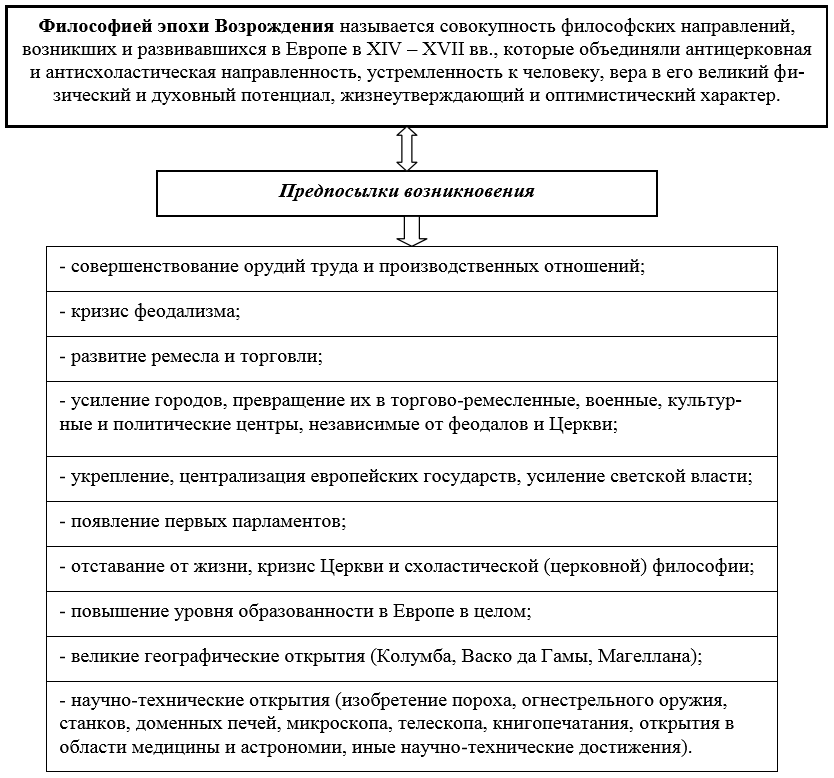 Философией эпохи Возрождения называется совокупность философских направлений,
возникших и развивавшихся в Европе в XIV – XVII вв., которые объединяли антицерковная
и антисхоластическая направленность, устремленность к человеку, вера в его великий фи-
зический и духовный потенциал, жизнеутверждающий и оптимистический характер.
Предпосылки возникновения
- совершенствование орудий труда и производственных отношений;
- кризис феодализма;
- развитие ремесла и торговли;
- усиление городов, превращение их в торгово-ремесленные, военные, культур-
ные и политические центры, независимые от феодалов и Церкви;
- укрепление, централизация европейских государств, усиление светской власти;
- появление первых парламентов;
- отставание от жизни, кризис Церкви и схоластической (церковной) философии;
- повышение уровня образованности в Европе в целом;
- великие географические открытия (Колумба, Васко да Гамы, Магеллана);
- научно-технические открытия (изобретение пороха, огнестрельного оружия,
станков, доменных печей, микроскопа, телескопа, книгопечатания, открытия в
области медицины и астрономии, иные научно-технические достижения).